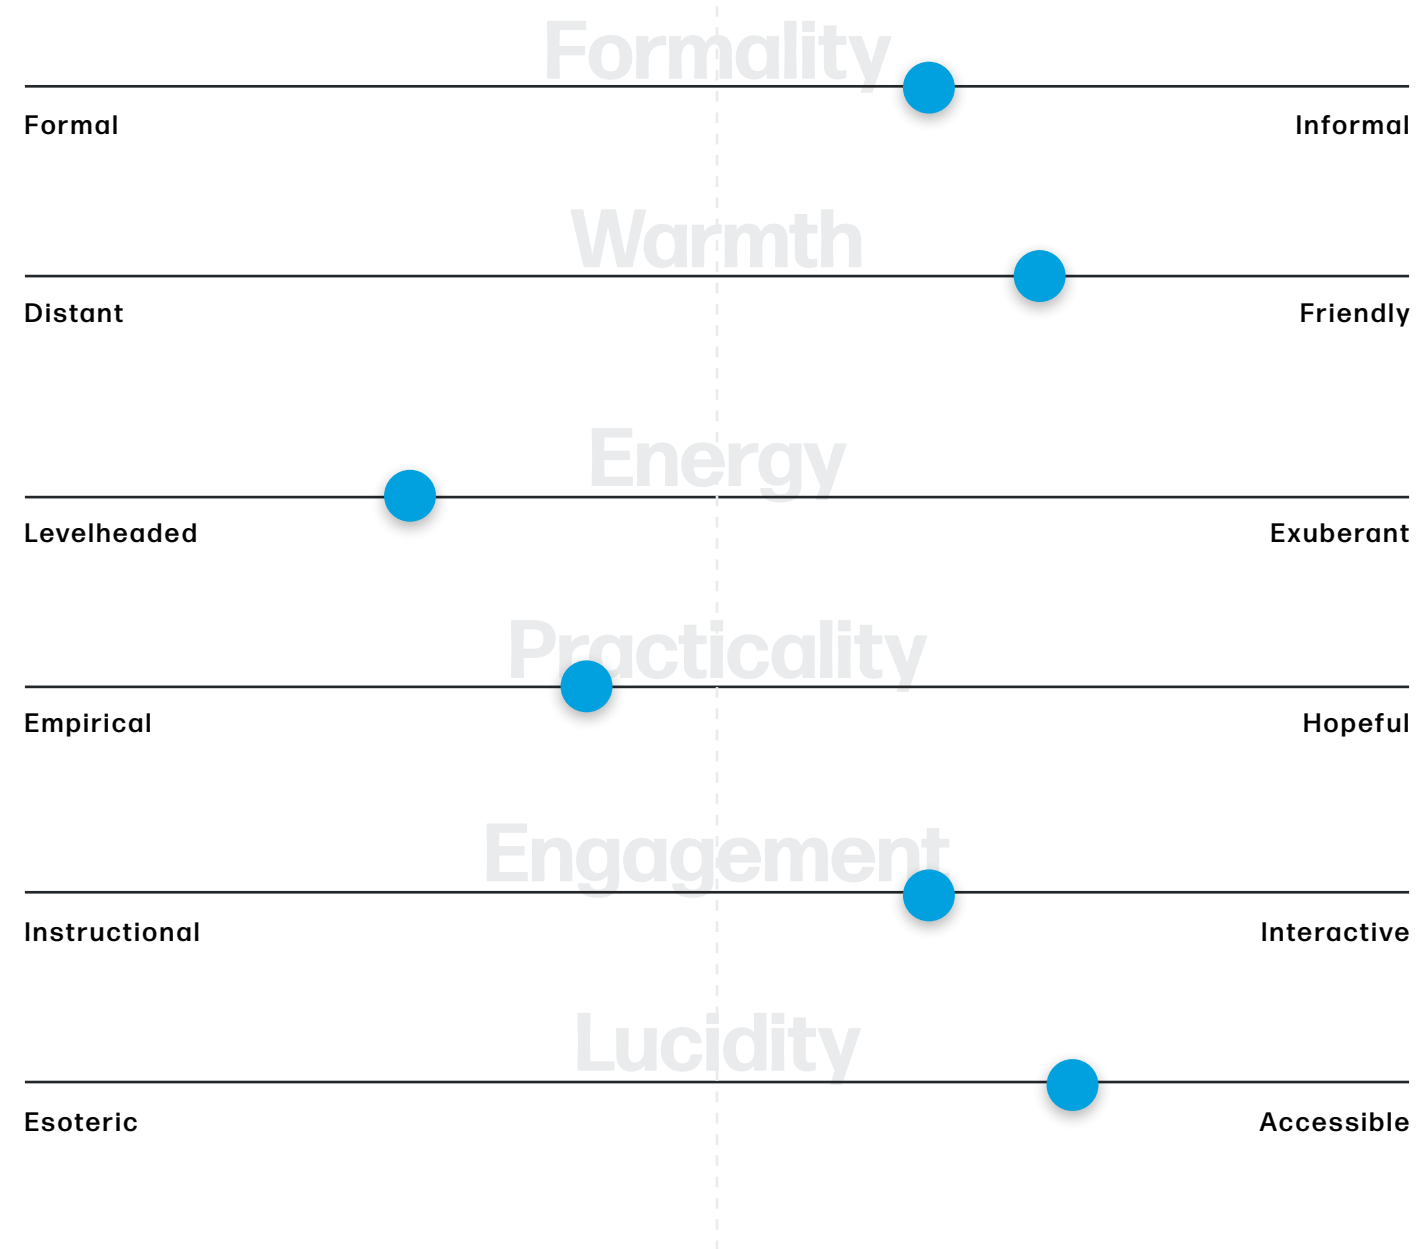 Formality
Formal Informal
Warmth
Distant Friendly
Energy
Levelheaded Exuberant
Practicality
Empirical Hopeful
Engagement
Instructional Interactive
Lucidity
Esoteric Accessible